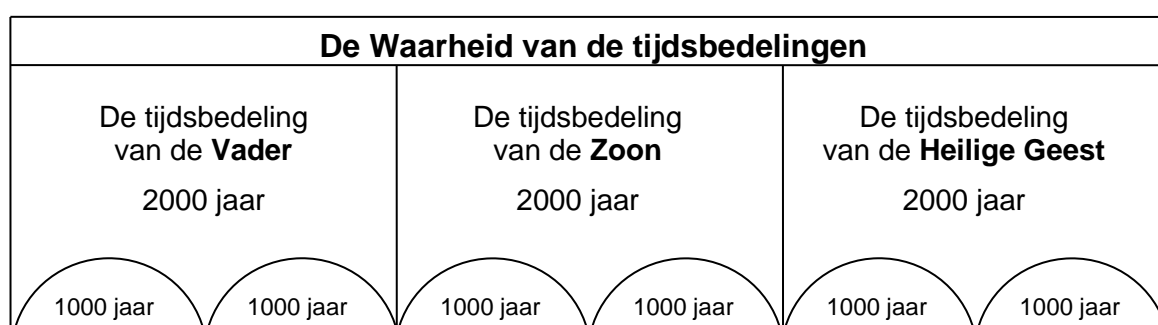 De Waarheid van de tijdsbedelingen
De tijdsbedeling
van de Vader
2000 jaar
De tijdsbedeling
van de Zoon
2000 jaar
De tijdsbedeling
van de Heilige Geest
2000 jaar
1000 jaar
1000 jaar
1000 jaar
1000 jaar
1000 jaar
1000 jaar